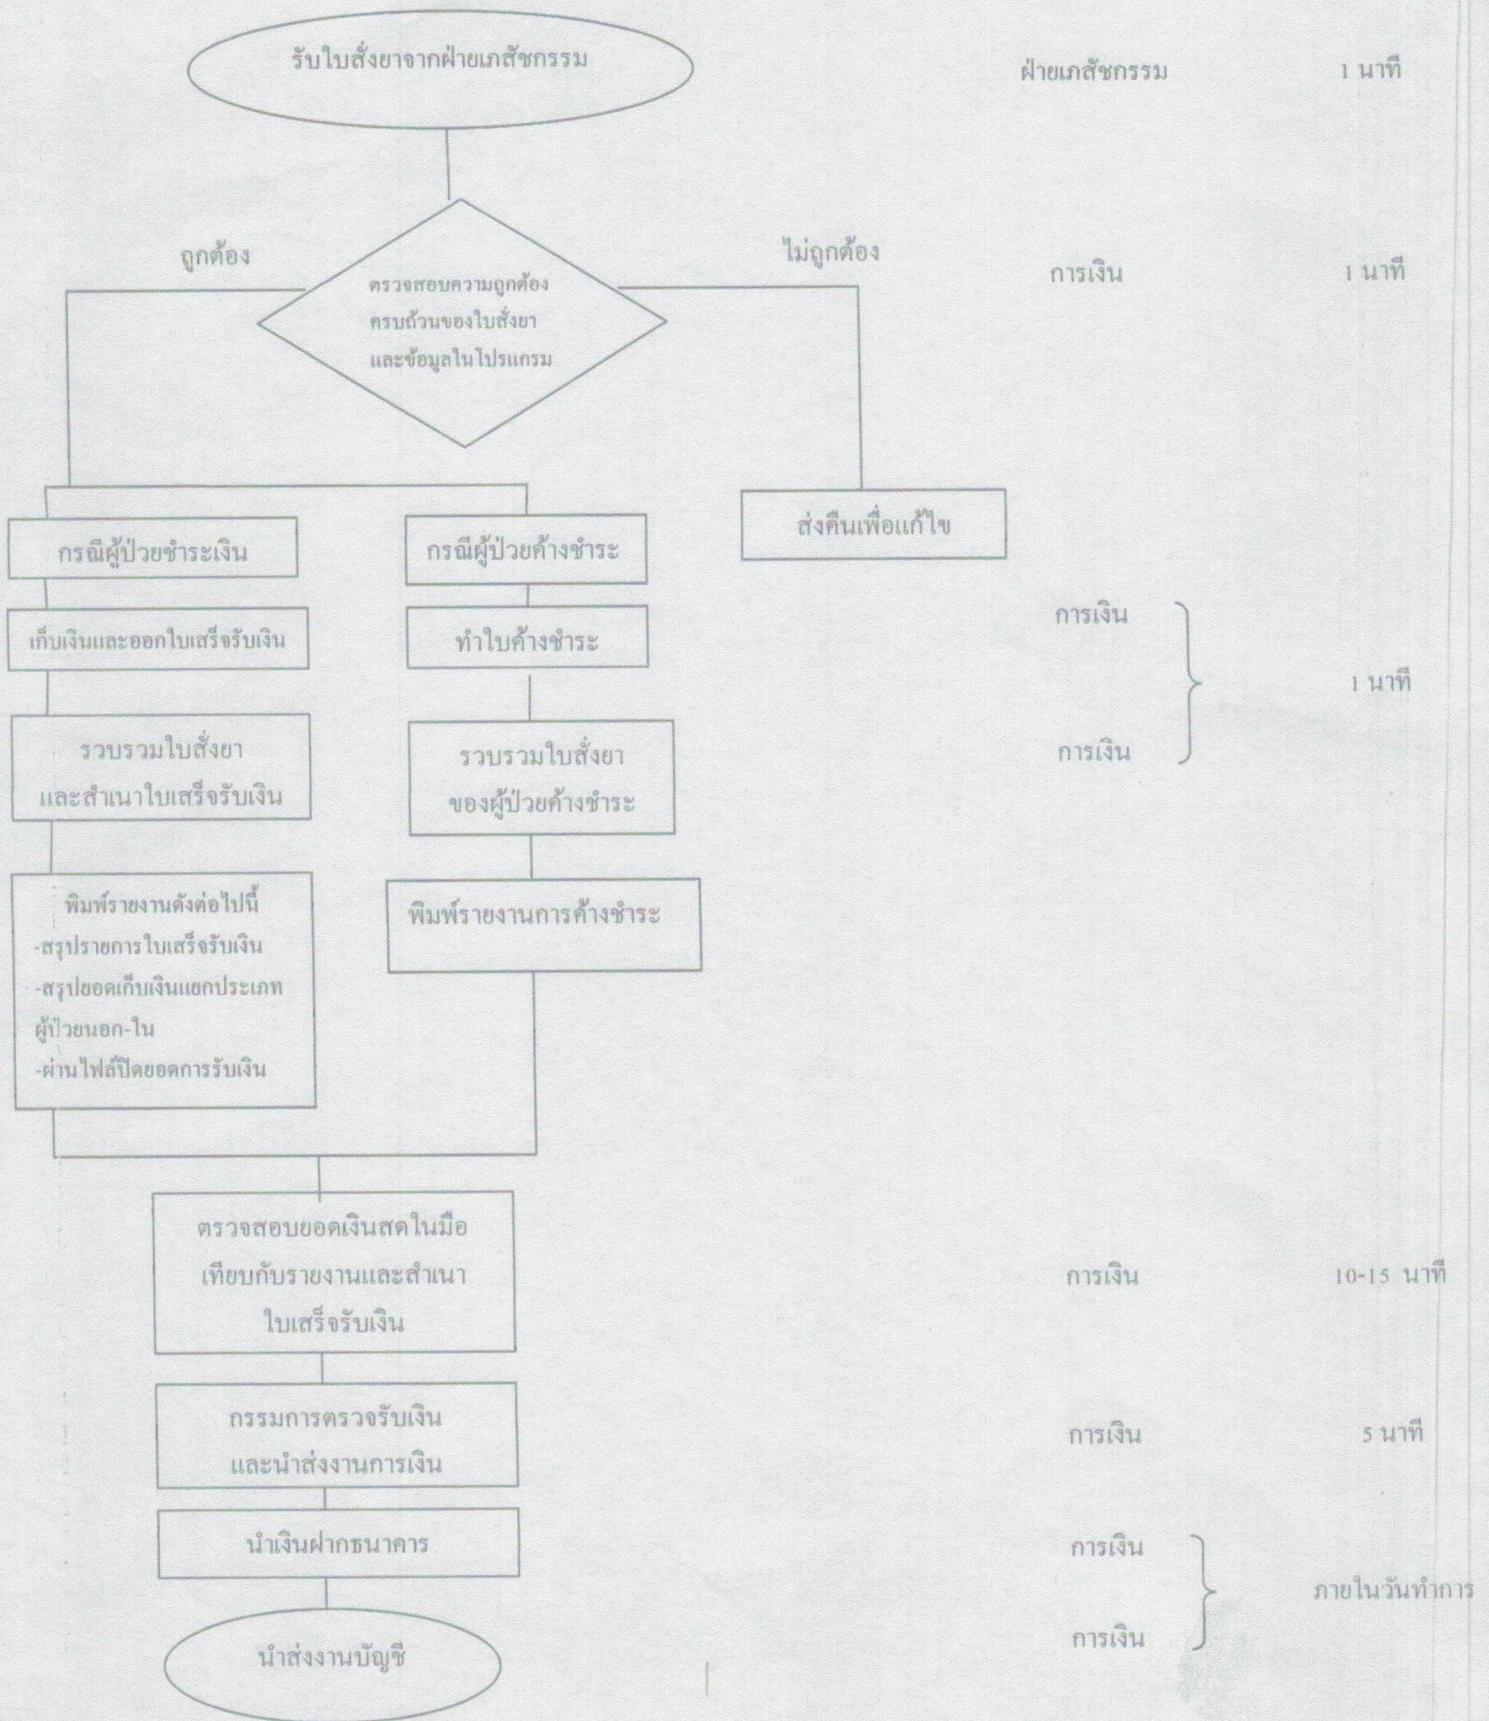 รับใบสั่งยาจากฝ่ายเภสัชกรรม
ฝ่ายเภสัชกรรม
1 นาที
ถูกต้อง
ไม่ถูกต้อง
ตรวจสอบความถูกต้อง
ครบถ้วนของใบสั่งยา
และข้อมูลในโปรแกรม
การเงิน
1 นาที
กรณีผู้ป่วยชำระเงิน
กรณีผู้ป่วยค้างชำระ
ส่งคืนเพื่อแก้ไข
เก็บเงินและออกใบเสร็จรับเงิน
ทำใบค้างชำระ
การเงิน
1 นาที
รวบรวมใบสั่งยา
และสำเนาใบเสร็จรับเงิน
รวบรวมใบสั่งยา
ของผู้ป่วยค้างชำระ
การเงิน
พิมพ์รายงานดังต่อไปนี้
-สรุปรายการใบเสร็จรับเงิน
-สรุปยอดเก็บเงินแยกประเภท
ผู้ป่วยนอก-ใน
-ผ่านไฟล์ปิดยอดการรับเงิน
พิมพ์รายงานการค้างชำระ
ตรวจสอบยอดเงินสดในมือ
เทียบกับรายงานและสำเนา
ใบเสร็จรับเงิน
การเงิน
10-15 นาที
กรรมการตรวจรับเงิน
และนำส่งงานการเงิน
การเงิน
5 นาที
นำเงินฝากธนาคาร
การเงิน
ภายในวันทำการ
นำส่งงานบัญชี
การเงิน